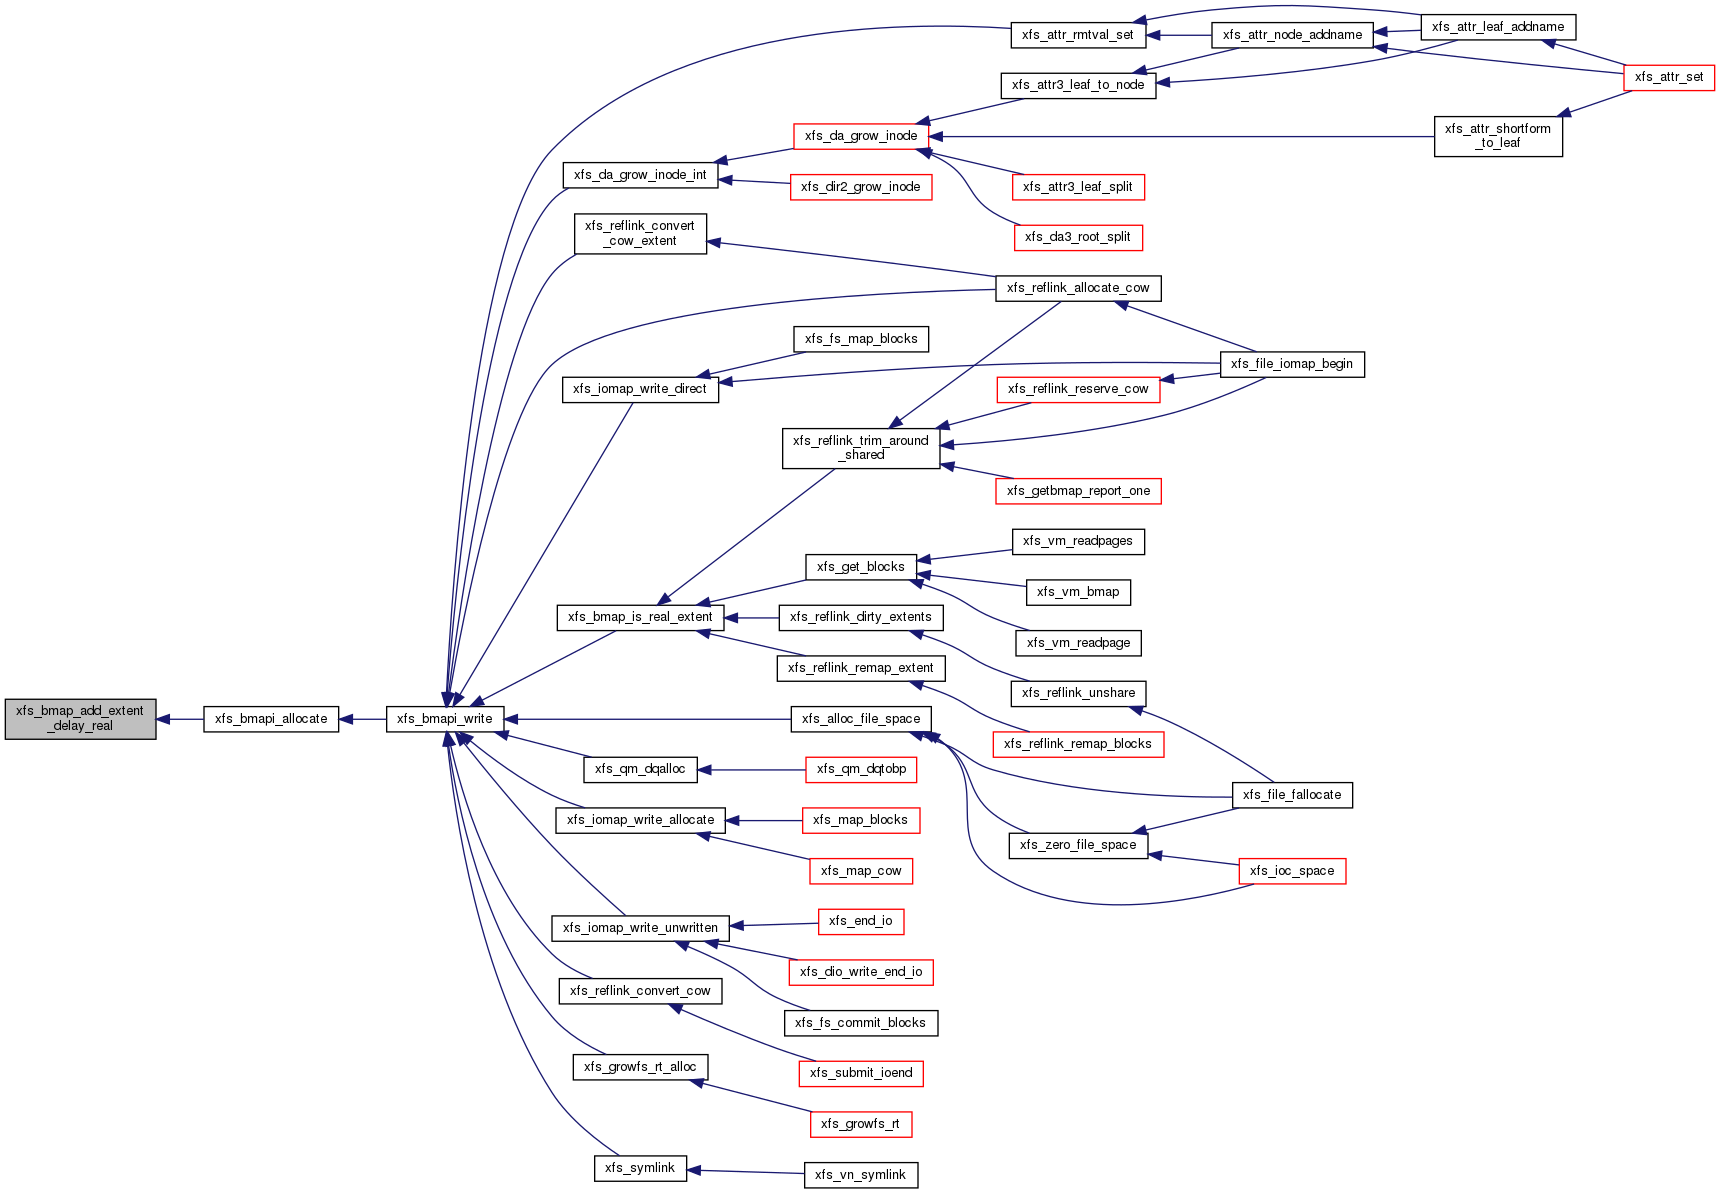 xfs_attr_rmtval_set
xfs_attr_node_addname
xfs_attr_leaf_addname
xfs_attr_set
xfs_attr3_leaf_to_node
xfs_da_grow_inode
xfs_attr_shortform
_to_leaf
xfs_da_grow_inode_int
xfs_dir2_grow_inode
xfs_attr3_leaf_split
xfs_da3_root_split
xfs_reflink_convert
_cow_extent
xfs_reflink_allocate_cow
xfs_fs_map_blocks
xfs_file_iomap_begin
xfs_iomap_write_direct
xfs_reflink_reserve_cow
xfs_reflink_trim_around
_shared
xfs_getbmap_report_one
xfs_vm_readpages
xfs_get_blocks
xfs_vm_bmap
xfs_bmap_is_real_extent
xfs_reflink_dirty_extents
xfs_vm_readpage
xfs_reflink_remap_extent
xfs_reflink_unshare
xfs_bmap_add_extent
_delay_real
xfs_bmapi_allocate
xfs_bmapi_write
xfs_alloc_file_space
xfs_reflink_remap_blocks
xfs_qm_dqalloc
xfs_qm_dqtobp
xfs_file_fallocate
xfs_iomap_write_allocate
xfs_map_blocks
xfs_zero_file_space
xfs_map_cow
xfs_ioc_space
xfs_iomap_write_unwritten
xfs_end_io
xfs_dio_write_end_io
xfs_reflink_convert_cow
xfs_fs_commit_blocks
xfs_growfs_rt_alloc
xfs_submit_ioend
xfs_growfs_rt
xfs_symlink
xfs_vn_symlink